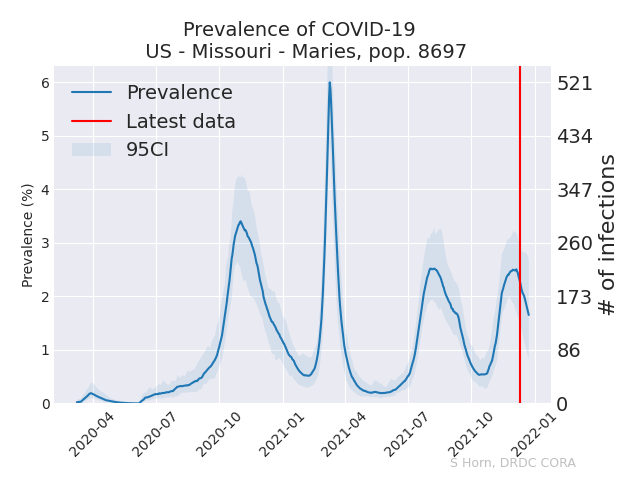 Prevalence of COVID-19
US - Missouri - Maries, pop. 8697
Prevalence
Latest data
95CI
Prevalence (%)
6
5
4
3
2
1
0
521
434
347
260
173
86
0
# of infections
2020-04
2020-07
2020-10
2021-01
2021-04
2021-07
2021-10
2022-01
S Horn, DRDC CORA